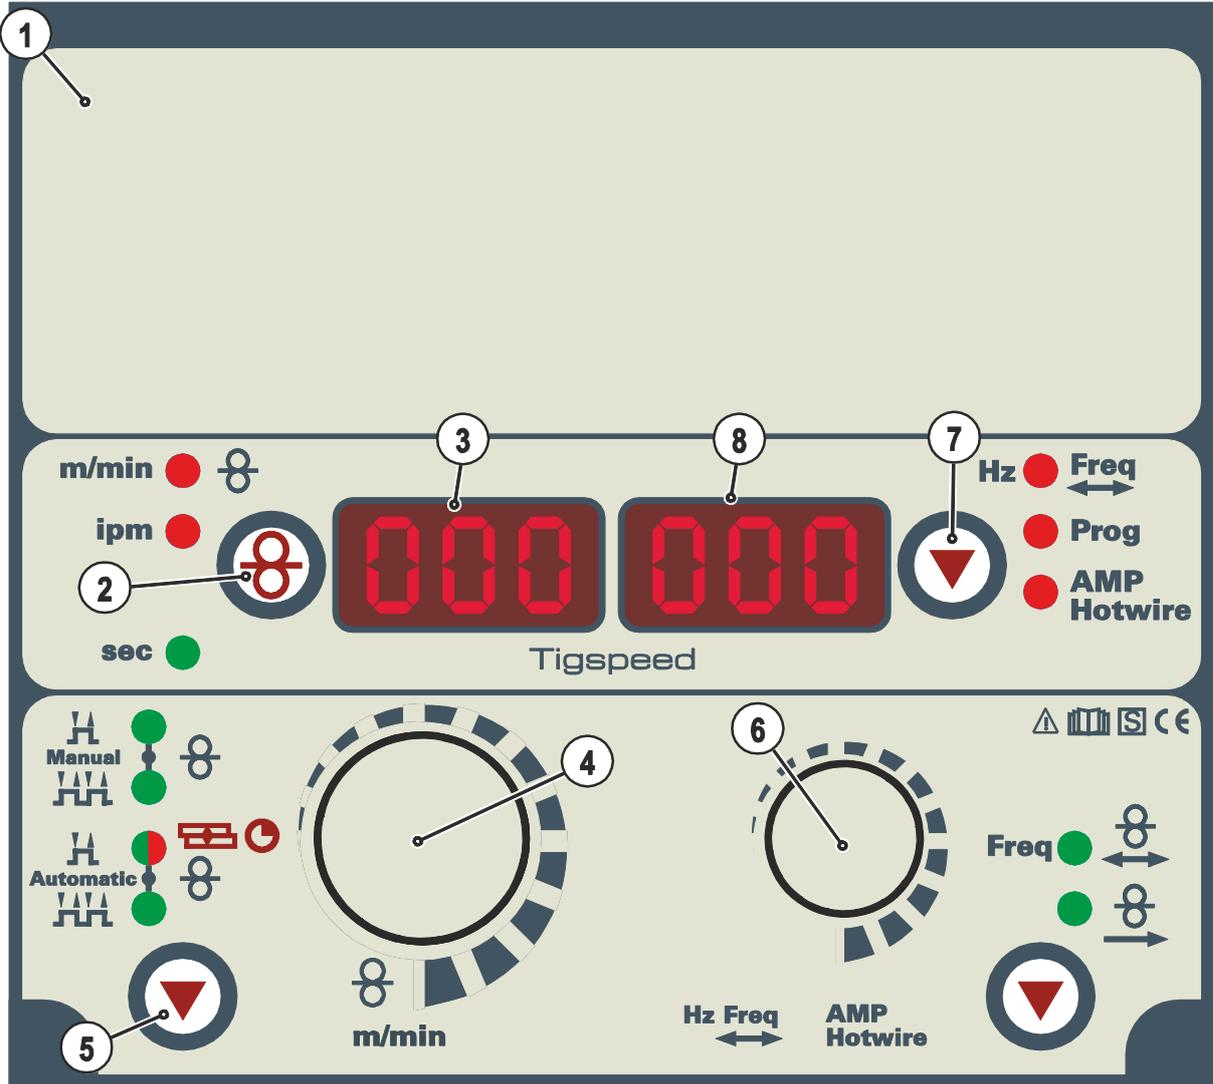 1
3
8
7
m/min
Hz
Freq
ipm
Prog
2
000
000
AMP
Hotwire
sec
Tigspeed
6
S CE
Manual
4
Freq
Automatic
m/min
Hz Freq
AMP
Hotwire
5